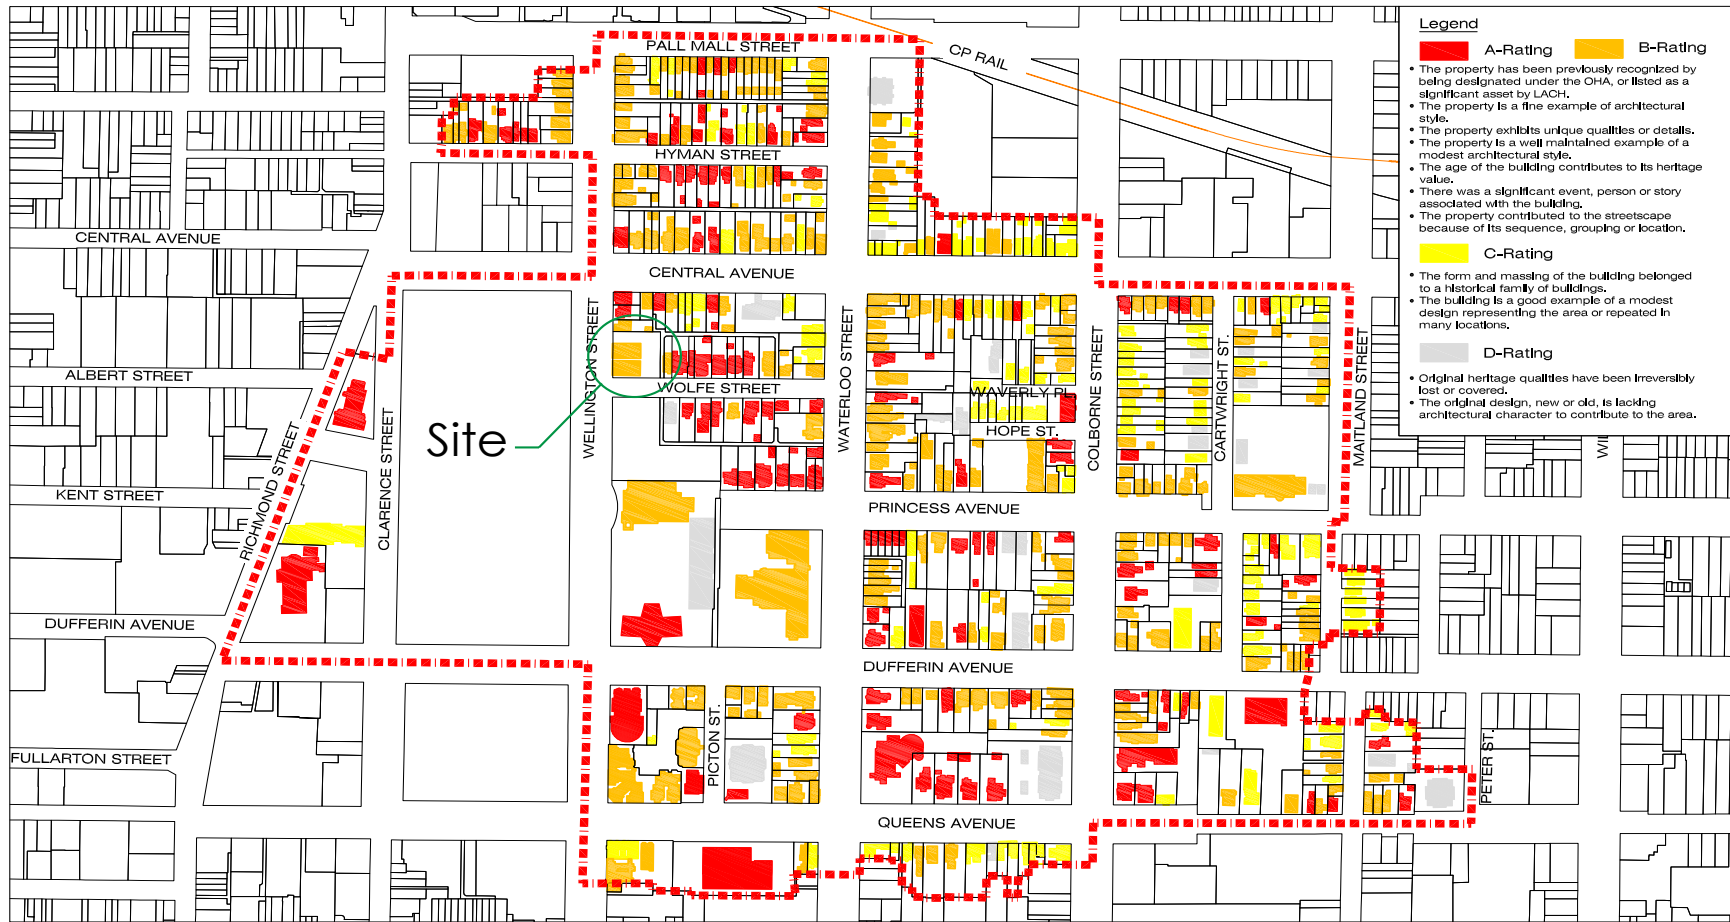 PALL MALL STREET
CP RAIL
HYMAN STREET
CENTRAL AVENUE
CENTRAL AVENUE
WELLINGTON STREET
WATERLOO STREET
ALBERT STREET
WOLFE STREET
WAVERLY PL.
HOPE ST.
COLBORNE STREET
CARTWRIGHT ST.
MAITLAND STREET
WIL
Site
RICHMOND STREET
CLARENCE STREET
KENT STREET
PRINCESS AVENUE
DUFFERIN AVENUE
DUFFERIN AVENUE
PICTON ST.
PETER ST.
FULLARTON STREET
QUEENS AVENUE
Legend
A-Rating
B-Rating
• The property has been previously recognized by
being designated under the OHA, or listed as a
significant asset by LACH.
• The property is a fine example of architectural
style.
• The property exhibits unique qualities or details.
• The property is a well maintained example of a
modest architectural style.
• The age of the building contributes to its heritage
value.
• There was a significant event, person or story
associated with the building.
• The property contributed to the streetscape
because of its sequence, grouping or location.
C-Rating
• The form and massing of the building belonged
to a historical family of buildings.
• The building is a good example of a modest
design representing the area or repeated in
many locations.
D-Rating
• Original heritage qualities have been irreversibly
lost or covered.
• The original design, new or old, is lacking
architectural character to contribute to the area.